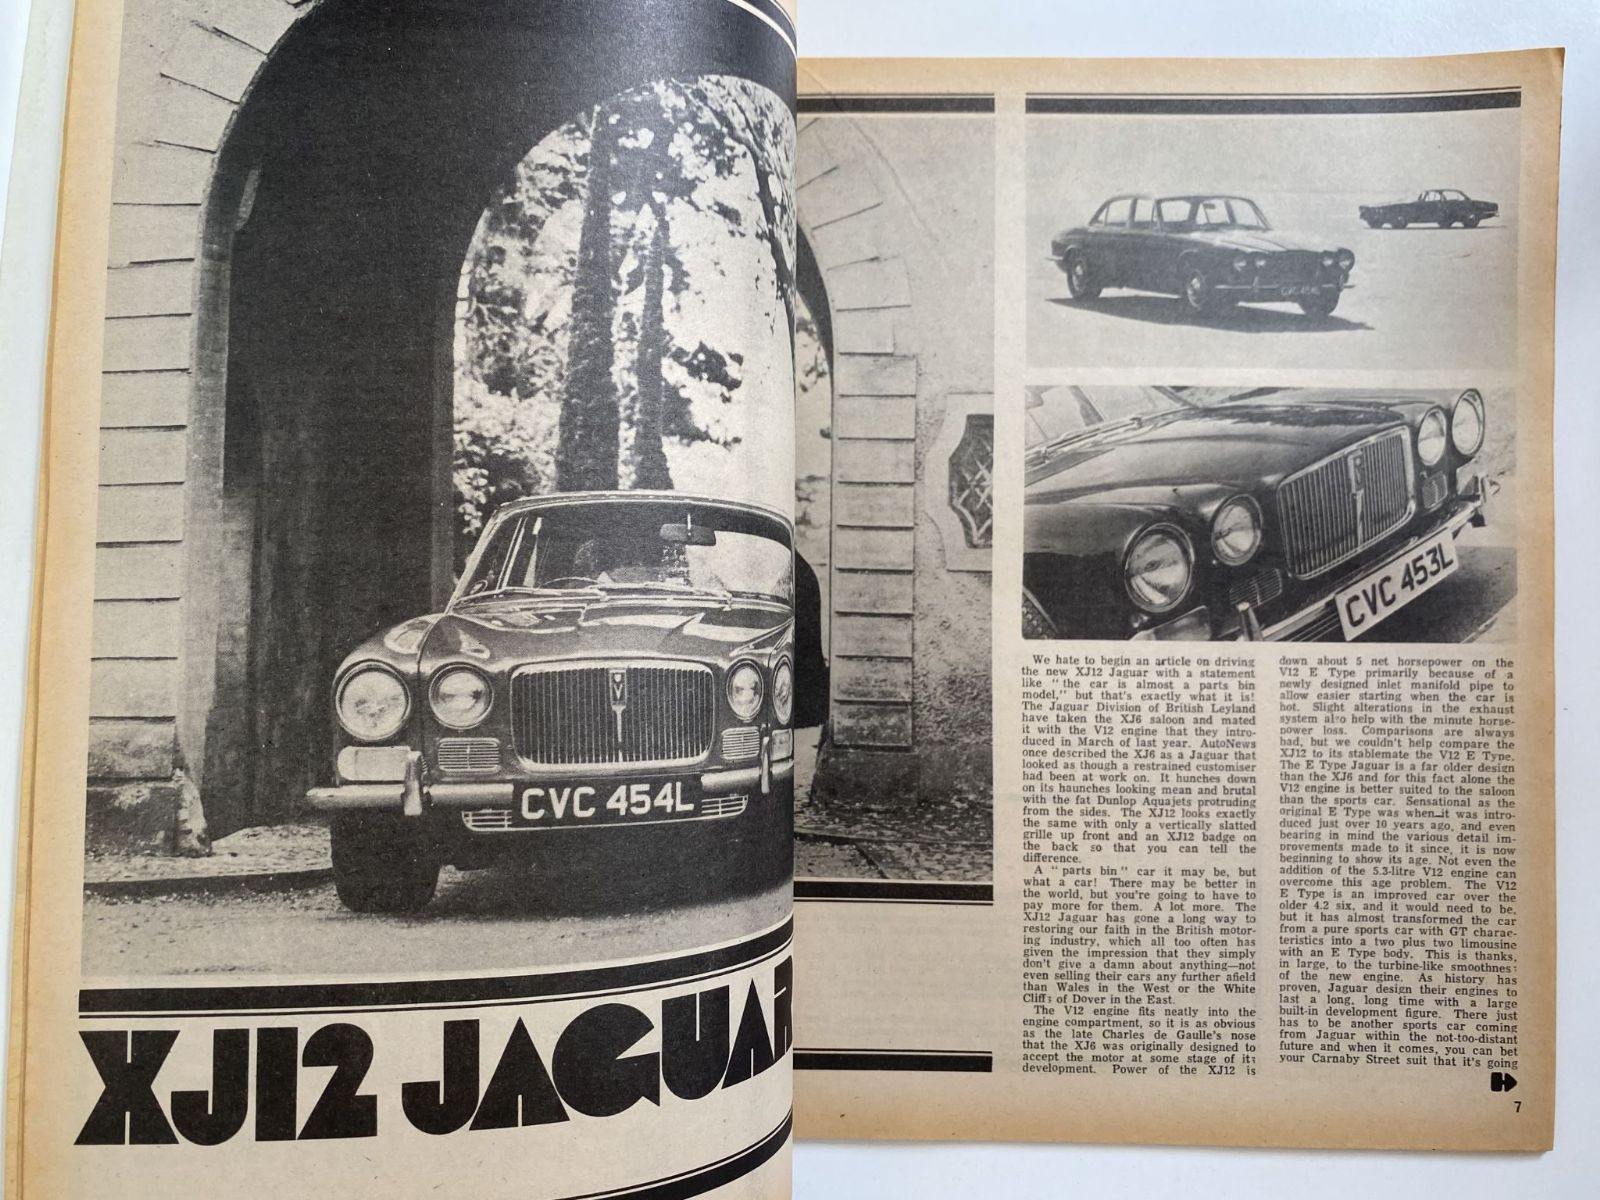 CVC 454L
XJ12 JAGUAR
CVC 454L
CVC 453L
We hate to begin an article on driving
the new XJ12 Jaguar with a statement
like "the car is almost a parts bin
model," but that's exactly what it is!
The Jaguar Division of British Leyland
have taken the XJ6 saloon and mated
it with the V12 engine that they intro-
duced in March of last year. AutoNews
once described the XJ6 as a Jaguar that
looked as though a restrained customiser
had been at work on. It hunches down
on its haunches looking mean and brutal
with the fat Dunlop Aquajets protruding
from the sides. The XJ12 looks exactly
the same with only a vertically slatted
grille up front and an XJ12 badge on
the back so that you can tell the
difference.
A "parts bin" car it may be, but
what a car! There may be better in
the world, but you're going to have to
pay more for them. A lot more. The
XJ12 Jaguar has gone a long way to
restoring our faith in the British motor-
ing industry, which all too often has
given the impression that they simply
don't give a damn about anything—not
even selling their cars any further afield
than Wales in the West or the White
Cliffs of Dover in the East.
The V12 engine fits neatly into the
engine compartment, so it is as obvious
as the late Charles de Gaulle's nose
that the XJ6 was originally designed to
accept the motor at some stage of its
development. Power of the XJ12 is
down about 5 net horsepower on the
V12 E Type primarily because of a
newly designed inlet manifold pipe to
allow easier starting when the car is
hot. Slight alterations in the exhaust
system also help with the minute horse-
power loss. Comparisons are always
bad, but we couldn't help compare the
XJ12 to its stablemate the V12 E Type.
The E Type Jaguar is a far older design
than the XJ6 and for this fact alone the
V12 engine is better suited to the saloon
than the sports car. Sensational as the
original E Type was when it was intro-
duced just over 10 years ago, and even
bearing in mind the various detail im-
provements made to it since, it is now
beginning to show its age. Not even the
addition of the 5.3-litre V12 engine can
overcome this age problem. The V12
E Type is an improved car over the
older 4.2 six, and it would need to be,
but it has almost transformed the car
from a pure sports car with GT charac-
teristics into a two plus two limousine
with an E Type body. This is thanks,
in large, to the turbine-like smoothness
of the new engine. As history has
proven, Jaguar design their engines to
last a long, long time with a large
built-in development figure. There just
has to be another sports car coming
from Jaguar within the not-too-distant
future and when it comes, you can bet
your Carnaby Street suit that it's going
7